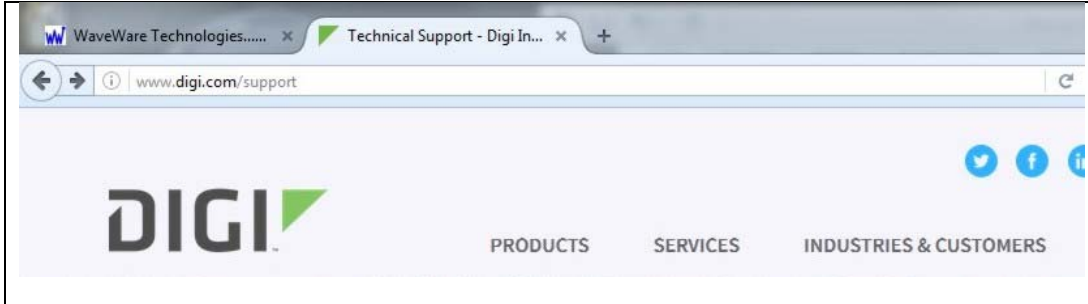 WaveWare Technologies...... Technical Support - Digi In...
www.digi.com/support
DIGI
PRODUCTS SERVICES INDUSTRIES & CUSTOMERS